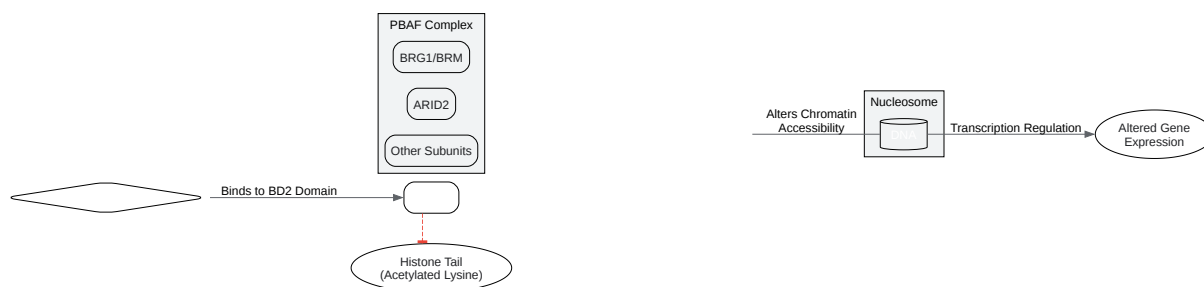 PBAF Complex
BRG1/BRM
ARID2
Other Subunits
Binds to BD2 Domain
Histone Tail
(Acetylated Lysine)
Alters Chromatin
Accessibility
Nucleosome
DNA
Transcription Regulation
Altered Gene
Expression